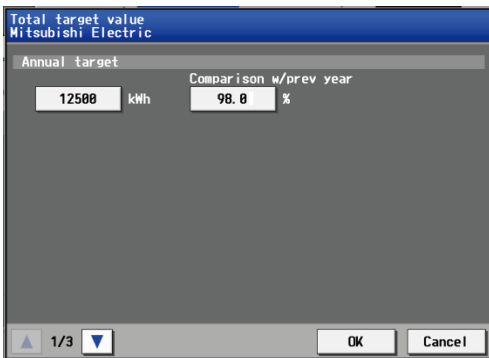 Total target value
Mitsubishi Electric
Annual target
Comparison w/prev year
12500 kWh 98.0 %
1/3 OK Cancel